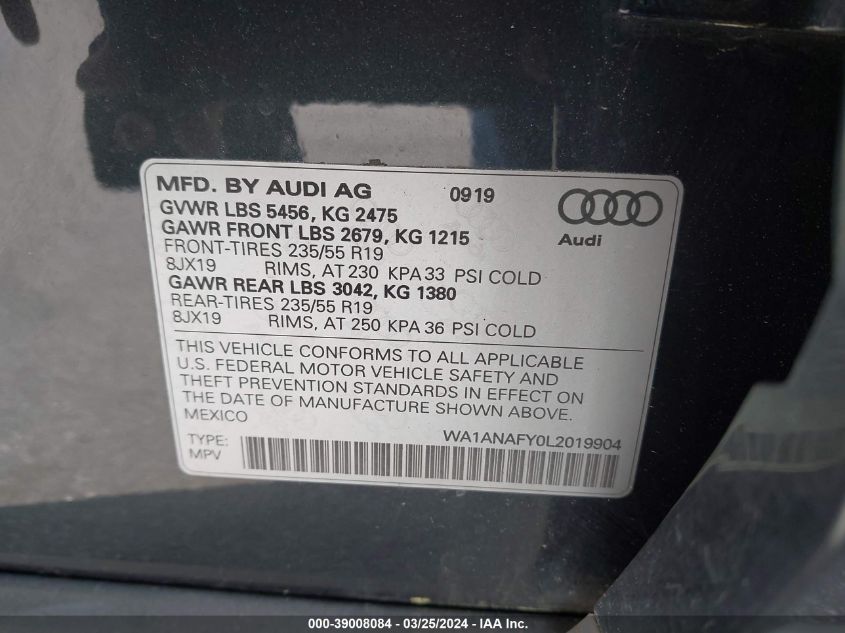 MFD. BY AUDI AG 0919
GVWR LBS 5456, KG 2475
GAWR FRONT LBS 2679, KG 1215
FRONT-TIRES 235/55 R19
8JX19 RIMS, AT 230 KPA 33 PSI COLD
GAWR REAR LBS 3042, KG 1380
REAR-TIRES 235/55 R19
8JX19 RIMS, AT 250 KPA 36 PSI COLD
Audi
THIS VEHICLE CONFORMS TO ALL APPLICABLE
U.S. FEDERAL MOTOR VEHICLE SAFETY AND
THEFT PREVENTION STANDARDS IN EFFECT ON
THE DATE OF MANUFACTURE SHOWN ABOVE.
MEXICO
TYPE: WA1ANAFY0L2019904
MPV
000-39008084 - 03/25/2024 - IAA Inc.